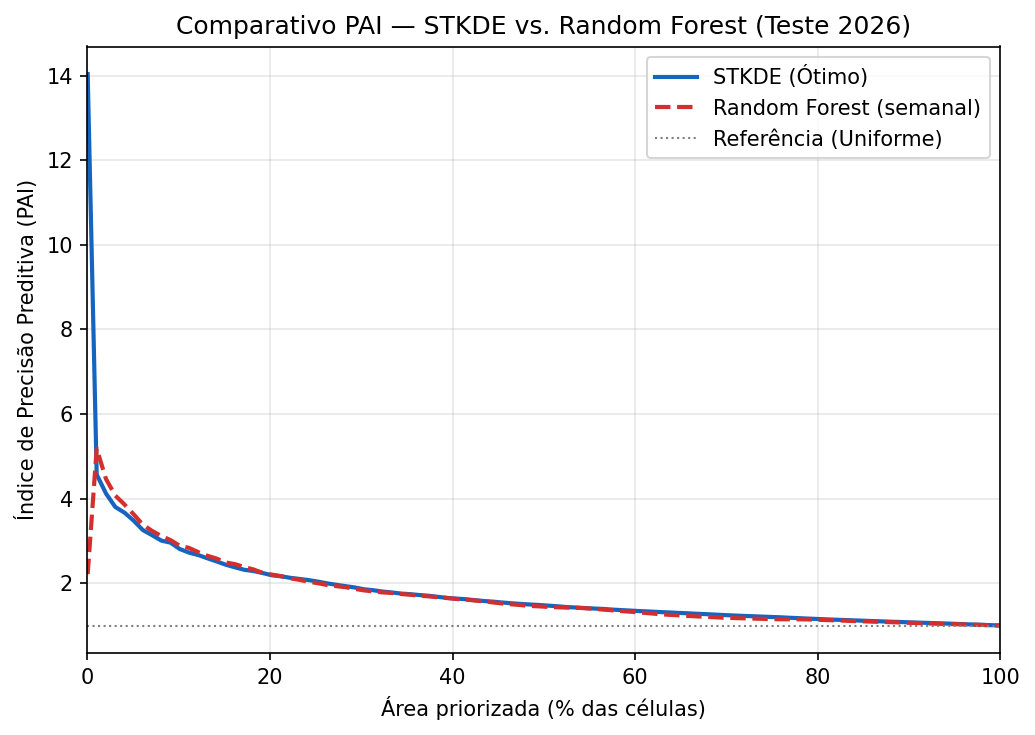 Comparativo PAI — STKDE vs. Random Forest (Teste 2026)
STKDE (Ótimo)
Random Forest (semanal)
Referência (Uniforme)
Índice de Precisão Preditiva (PAI)
14
12
10
8
6
4
2
0 20 40 60 80 100
Área priorizada (% das células)